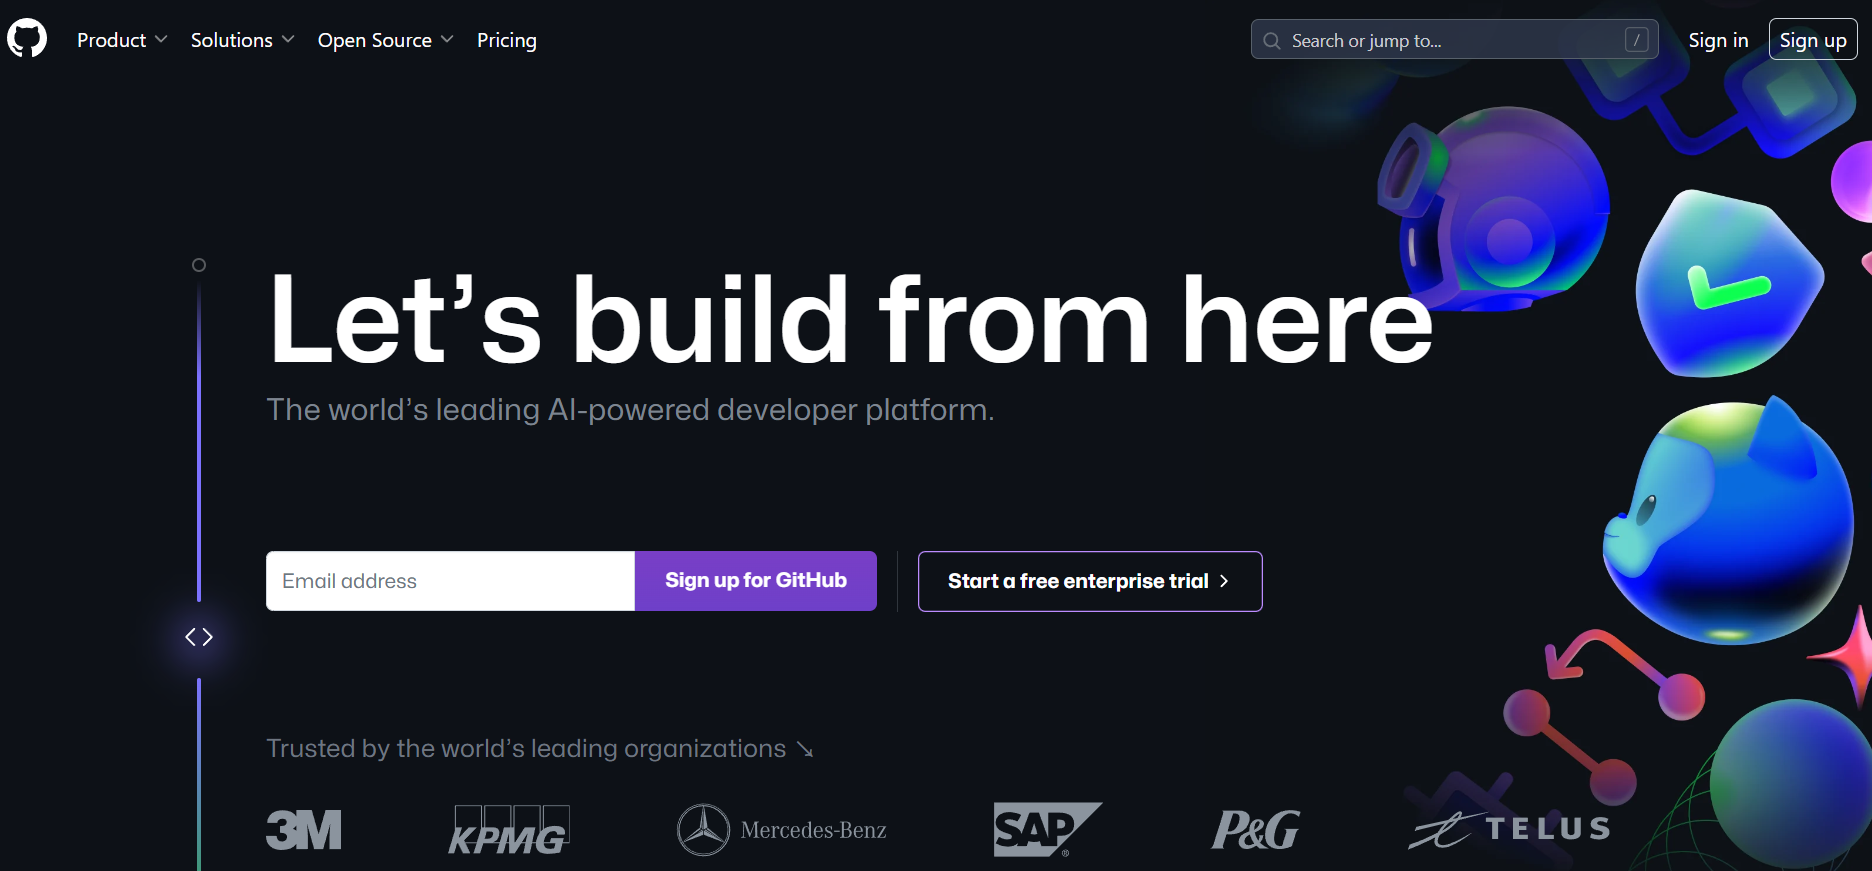 Product Solutions Open Source Pricing Search or jump to... / Sign in Sign up
Let’s build from here
The world’s leading AI-powered developer platform.
Email address Sign up for GitHub Start a free enterprise trial
Trusted by the world’s leading organizations ↘
3M KPMG Mercedes-Benz SAP® P&G TELUS